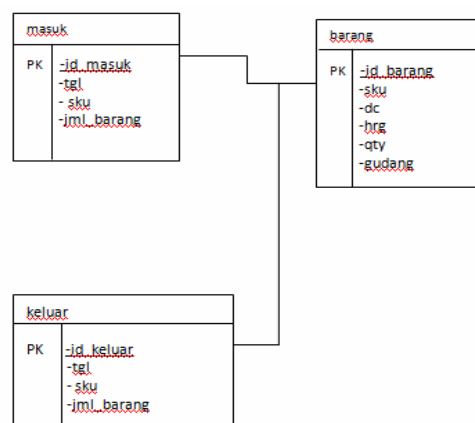 masuk
PK -id_masuk
-tgl
- sku
-jml_barang
barang
PK -id_barang
-sku
-dc
-hrg
-qty
-gudang
keluar
PK -id_keluar
-tgl
- sku
-jml_barang